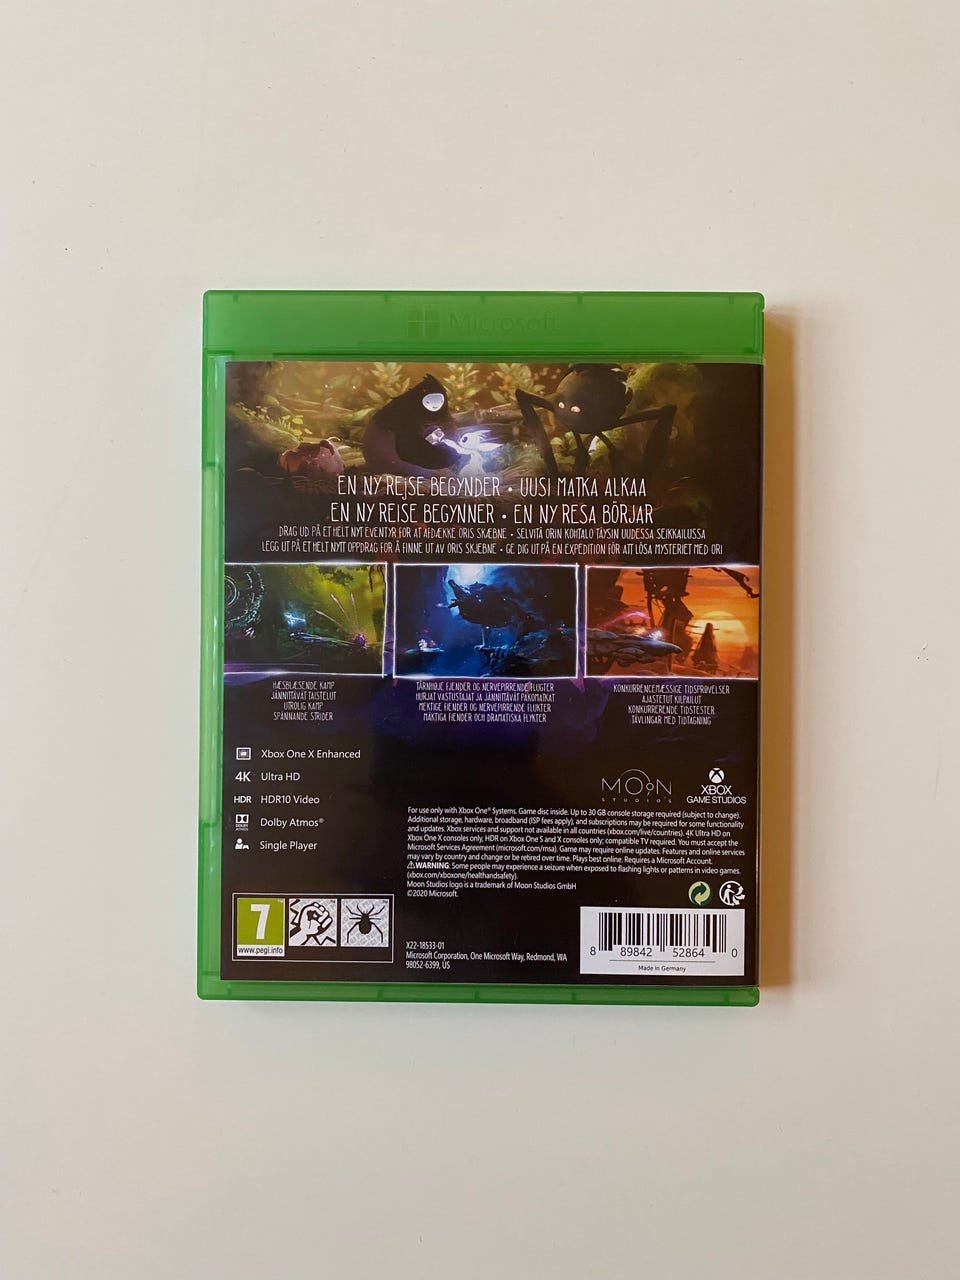 Microsoft
EN NY REJSE BEGYNDER • UUSI MATKA ALKAA
EN NY REISE BEGYNNER • EN NY RESA BÖRJAR
DRAG UD PÅ ET HELT NYT EVENTYR FOR AT AFDÆKKE ORIS SKÆBNE • SELVITÄ ORIN KOHTALO TÄYSIN UUDESSA SEIKKAILUSSA
LEGG UT PÅ ET HELT NYTT OPPDRAG FOR Å FINNE UT AV ORIS SKJEBNE • GE DIG UT PÅ EN EXPEDITION FÖR ATT LÖSA MYSTERIET MED ORI
HÆSBLÆSENDE KAMP
JÄNNITTÄVÄT TAISTELUT
UTROLIG KAMP
SPÄNNANDE STRIDER
TÅRNHØJE FJENDER OG NERVEPIRRENDE FLUGTER
HURJAT VASTUSTAJAT JA JÄNNITTÄVÄT PAKOMATKAT
MEKTIGE FIENDER OG NERVEPIRRENDE FLUKTER
MÄKTIGA FIENDER OCH DRAMATISKA FLYKTER
KONKURRENCEMÆSSIGE TIDSPRØVELSER
AJASTETUT KILPAILUT
KONKURRERENDE TIDSTESTER
TÄVLINGAR MED TIDTAGNING
Xbox One X Enhanced
4K Ultra HD
HDR HDR10 Video
DOLBY ATMOS Dolby Atmos®
Single Player
MOON
STUDIOS
XBOX
GAME STUDIOS
For use only with Xbox One® Systems. Game disc inside. Up to 30 GB console storage required (subject to change).
Additional storage, hardware, broadband (ISP fees apply), and subscriptions may be required for some functionality
and updates. Xbox services and support not available in all countries (xbox.com/live/countries). 4K Ultra HD on
Xbox One X consoles only, HDR on Xbox One S and X consoles only; compatible TV required. You must accept the
Microsoft Services Agreement (microsoft.com/msa). Game may require online updates. Features and online services
may vary by country and change or be retired over time. Plays best online. Requires a Microsoft Account.
WARNING: Some people may experience a seizure when exposed to flashing lights or patterns in video games.
(xbox.com/xboxone/healthandsafety).
Moon Studios logo is a trademark of Moon Studios GmbH
©2020 Microsoft.
7
www.pegi.info
X22-18533-01
Microsoft Corporation, One Microsoft Way, Redmond, WA
98052-6399, US
8 89842 52864 0
Made in Germany